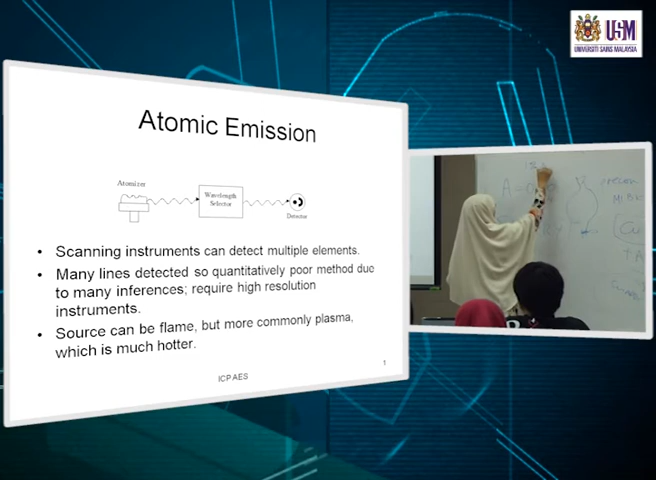 USM
UNIVERSITI SAINS MALAYSIA
Atomic Emission
Atomizer
Wavelength
Selector
Detector
• Scanning instruments can detect multiple elements.
• Many lines detected so quantitatively poor method due
to many inferences; require high resolution
instruments.
• Source can be flame, but more commonly plasma,
which is much hotter.
ICPAES
1